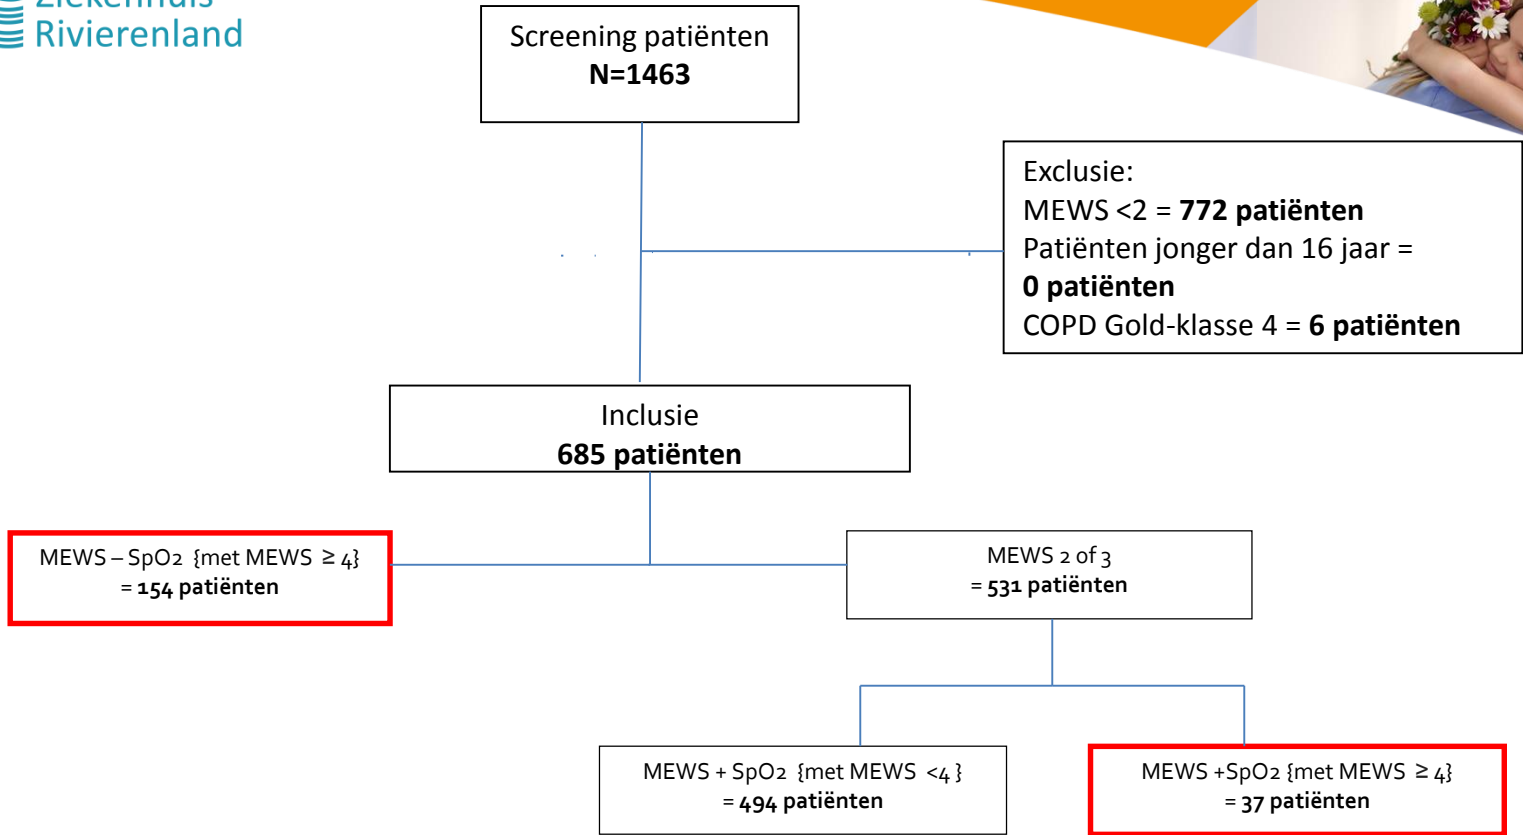 Ziekenhuis
Rivierenland
Screening patiënten
N=1463
Exclusie:
MEWS <2 = 772 patiënten
Patiënten jonger dan 16 jaar =
0 patiënten
COPD Gold-klasse 4 = 6 patiënten
Inclusie
685 patiënten
MEWS – SpO2 {met MEWS ≥ 4}
= 154 patiënten
MEWS 2 of 3
= 531 patiënten
MEWS + SpO2 {met MEWS <4 }
= 494 patiënten
MEWS +SpO2 {met MEWS ≥ 4}
= 37 patiënten